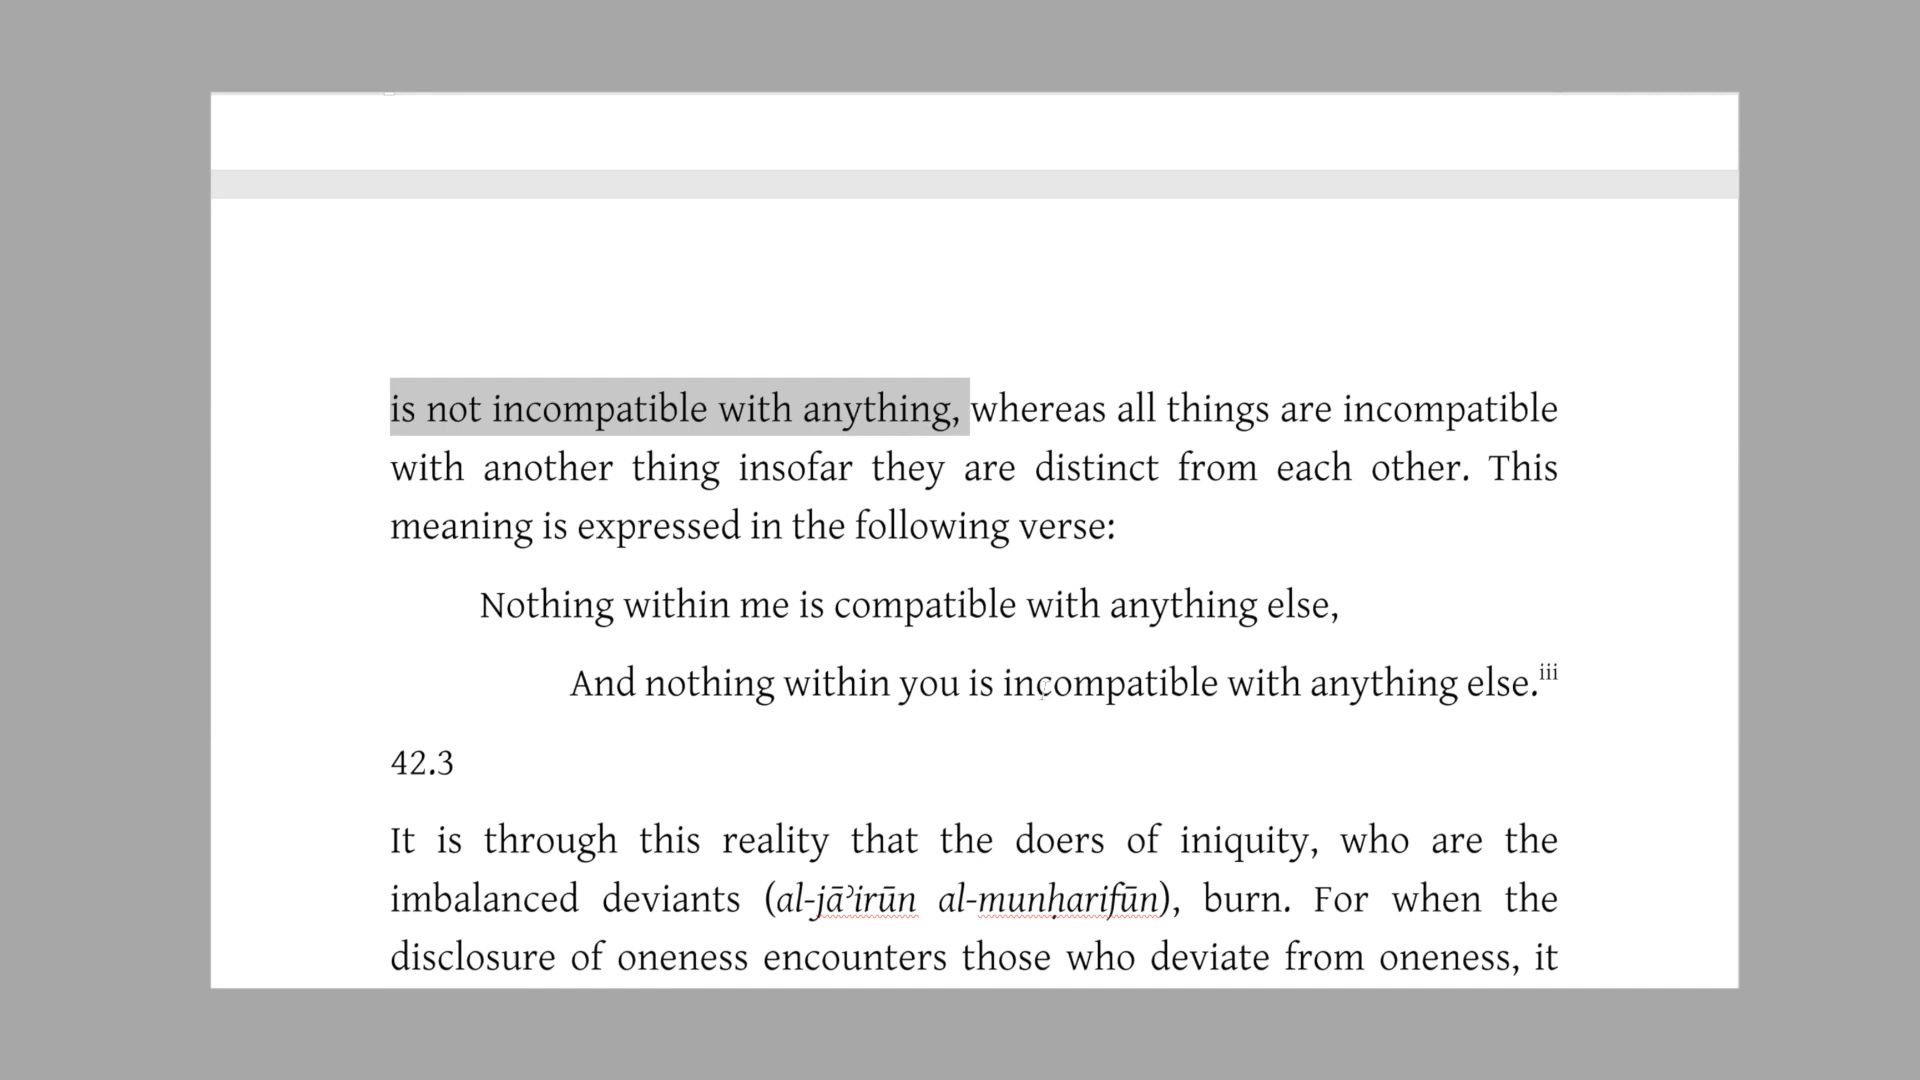 is not incompatible with anything, whereas all things are incompatible
with another thing insofar they are distinct from each other. This
meaning is expressed in the following verse:
Nothing within me is compatible with anything else,
And nothing within you is incompatible with anything else.iii
42.3
It is through this reality that the doers of iniquity, who are the
imbalanced deviants (al-jāʾirūn al-munḥarifūn), burn. For when the
disclosure of oneness encounters those who deviate from oneness, it